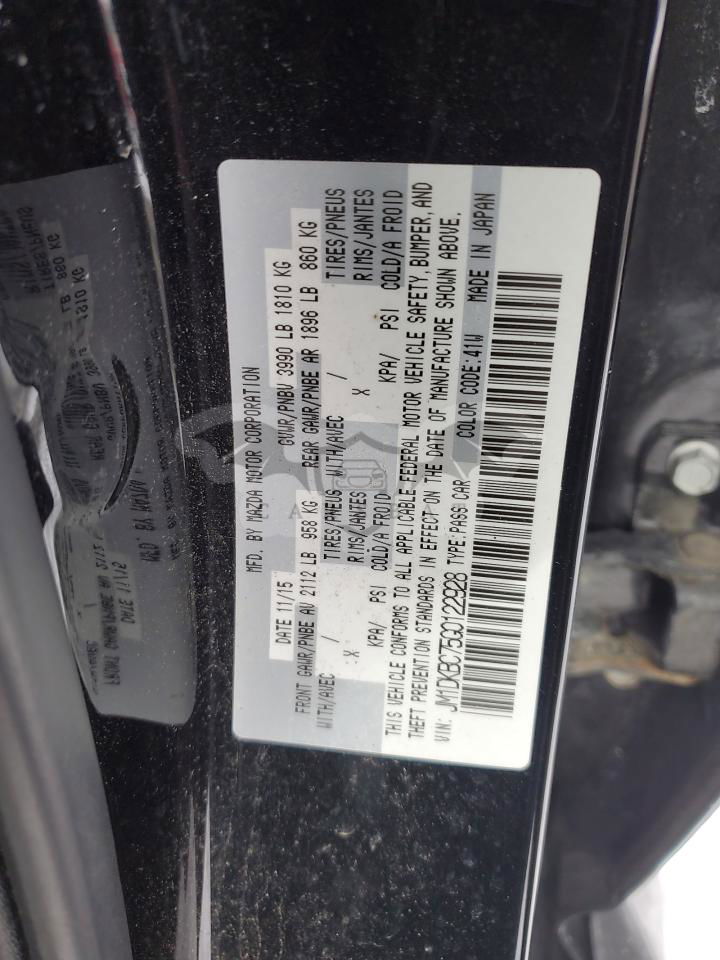 MFD. BY MAZDA MOTOR CORPORATION
DATE 11/15 GVWR/PNBV 3990 LB 1810 KG
FRONT GAWR/PNBE AV 2112 LB 958 KG REAR GAWR/PNBE AR 1896 LB 860 KG
WITH/AVEC TIRES/PNEUS WITH/AVEC / TIRES/PNEUS
:X RIMS/JANTES X RIMS/JANTES
KPA/ PSI COLD/A FROID KPA/ PSI COLD/A FROID
THIS VEHICLE CONFORMS TO ALL APPLICABLE FEDERAL MOTOR VEHICLE SAFETY, BUMPER, AND
THEFT PREVENTION STANDARDS IN EFFECT ON THE DATE OF MANUFACTURE SHOWN ABOVE.
VIN: JM1DKBC75G0122928 TYPE:PASS CAR COLOR CODE:41W MADE IN JAPAN